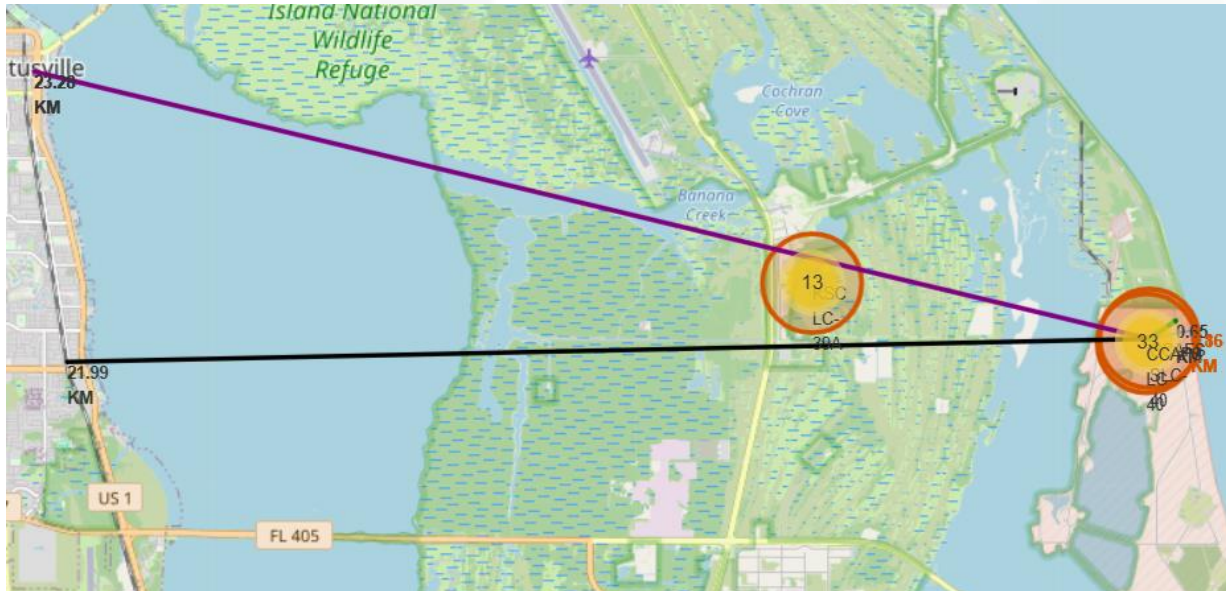 Island National
Wildlife
Refuge
tusville
23.28
KM
Cochran
Cove
Banana
Creek
13
KSC
LC-
39A
33
0.65
KM
CCAFS
LC-
40
SLC-
40
21.99
KM
US 1
FL 405